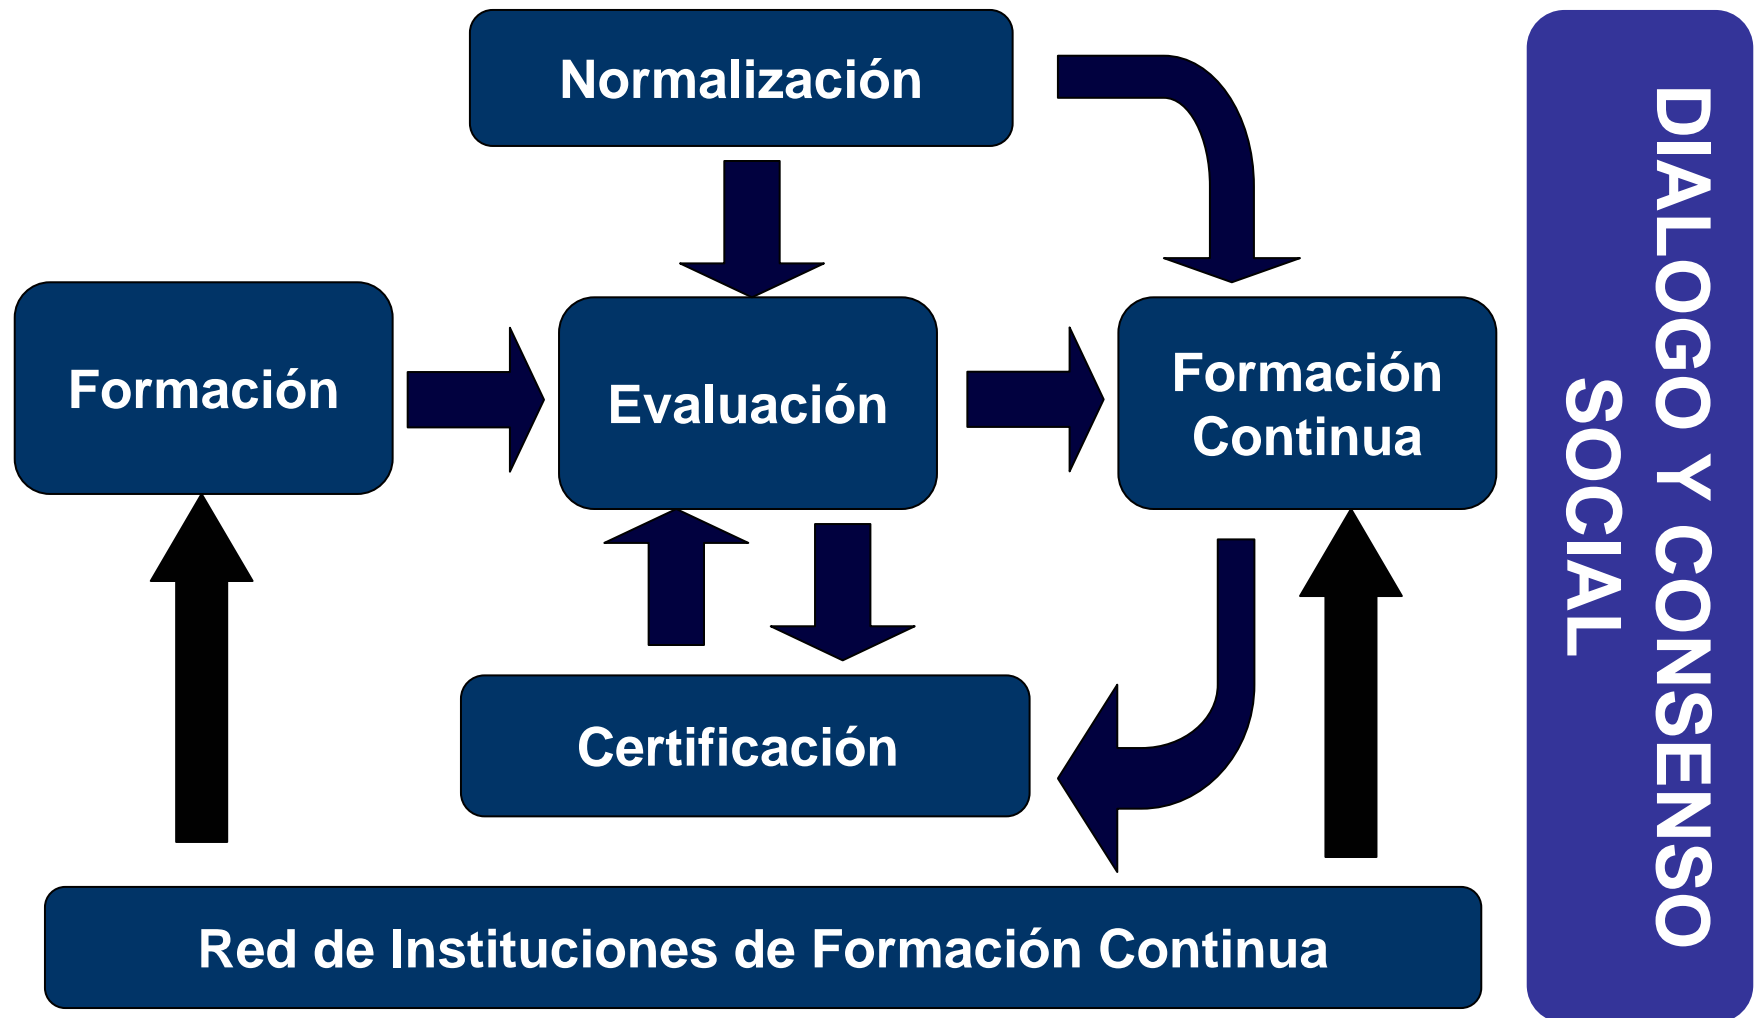 Normalización
Formación
Evaluación
Formación
Continua
Certificación
Red de Instituciones de Formación Continua
DIALOGO Y CONSENSO
SOCIAL